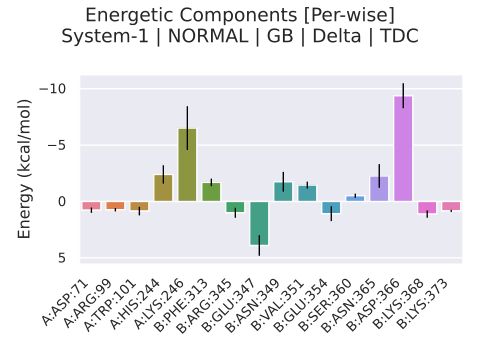 Energetic Components [Per-wise]
System-1 | NORMAL | GB | Delta | TDC
Energy (kcal/mol)
−10
−5
0
5
A:ASP:71
A:ARG:99
A:TRP:101
A:HIS:244
A:LYS:246
B:PHE:313
B:ARG:345
B:GLU:347
B:ASN:349
B:VAL:351
B:GLU:354
B:SER:360
B:ASN:365
B:ASP:366
B:LYS:368
B:LYS:373